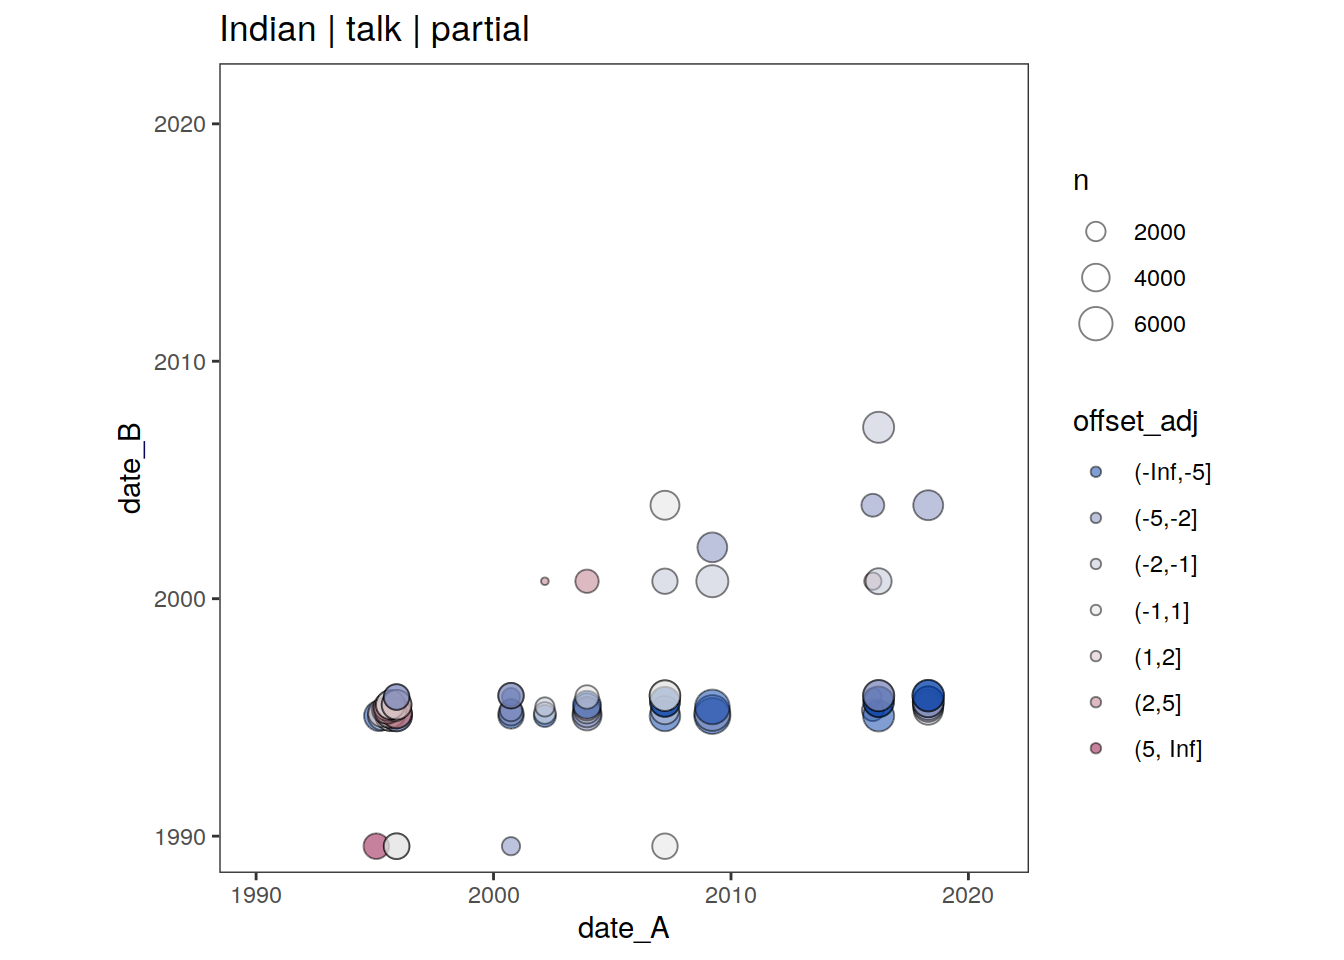 Indian | talk | partial
2020
2010
2000
1990
date_B
1990
2000
2010
2020
date_A
n
2000
4000
6000
offset_adj
(-Inf,-5]
(-5,-2]
(-2,-1]
(-1,1]
(1,2]
(2,5]
(5, Inf]